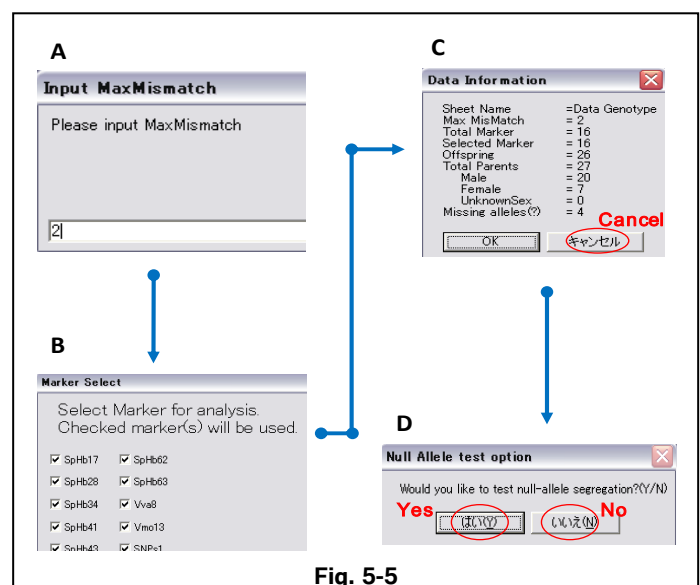 A
Input MaxMismatch
Please input MaxMismatch
2
B
Marker Select
Select Marker for analysis.
Checked marker(s) will be used.
SpHb17 SpHb62
SpHb28 SpHb63
SpHb34 Vva8
SpHb41 Vmo13
SpHb43 SNPs1
C
Data Information
Sheet Name =Data Genotype
Max MisMatch = 2
Total Marker = 16
Selected Marker = 16
Offspring = 26
Total Parents = 27
Male = 20
Female = 7
UnknownSex = 0
Missing alleles(?) = 4
Cancel
OK キャンセル
D
Null Allele test option
Would you like to test null-allele segregation?(Y/N)
Yes はい(Y) いいえ(N) No
Fig. 5-5